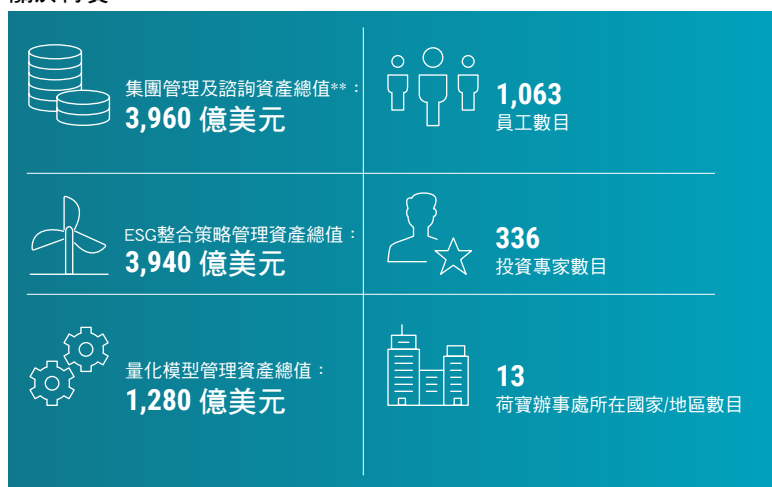 集團管理及諮詢資產總值**：
3,960 億美元
1,063
員工數目
ESG整合策略管理資產總值：
3,940 億美元
336
投資專家數目
量化模型管理資產總值：
1,280 億美元
13
荷寶辦事處所在國家/地區數目